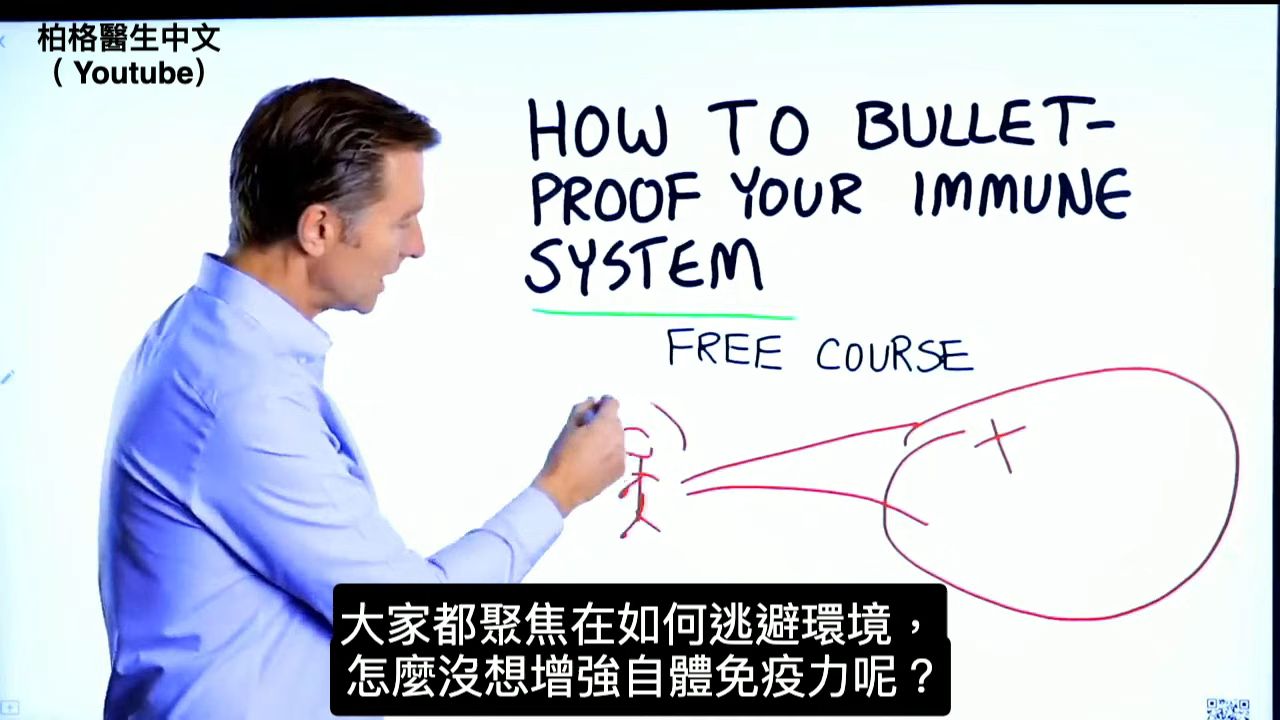 柏格醫生中文
（ Youtube）
HOW TO BULLET-
PROOF YOUR IMMUNE
SYSTEM
FREE COURSE
大家都聚焦在如何逃避環境，
怎麼沒想增強自體免疫力呢？